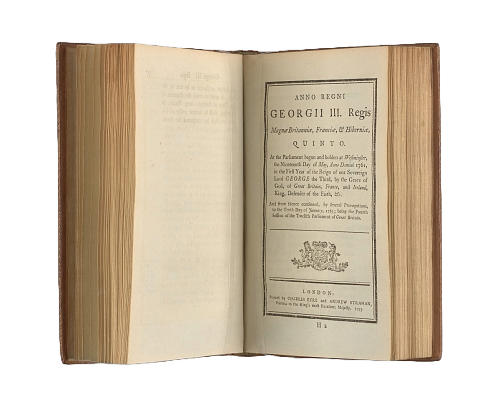 ANNO REGNI
GEORGII III. Regis
Magnæ Britanniæ, Franciæ, & Hiberniæ,
QUINTO.
At the Parliament begun and holden at Westminster,
the Nineteenth Day of May, Anno Domini 1761,
in the First Year of the Reign of our Sovereign
Lord GEORGE the Third, by the Grace of
God, of Great Britain, France, and Ireland,
King, Defender of the Faith, &c.
And from thence continued, by several Prorogations,
to the Tenth Day of January, 1765; being the Fourth
Session of the Twelfth Parliament of Great Britain.
LONDON:
Printed by CHARLES EYRE and ANDREW STRAHAN,
Printers to the King's most Excellent Majesty.
H 2